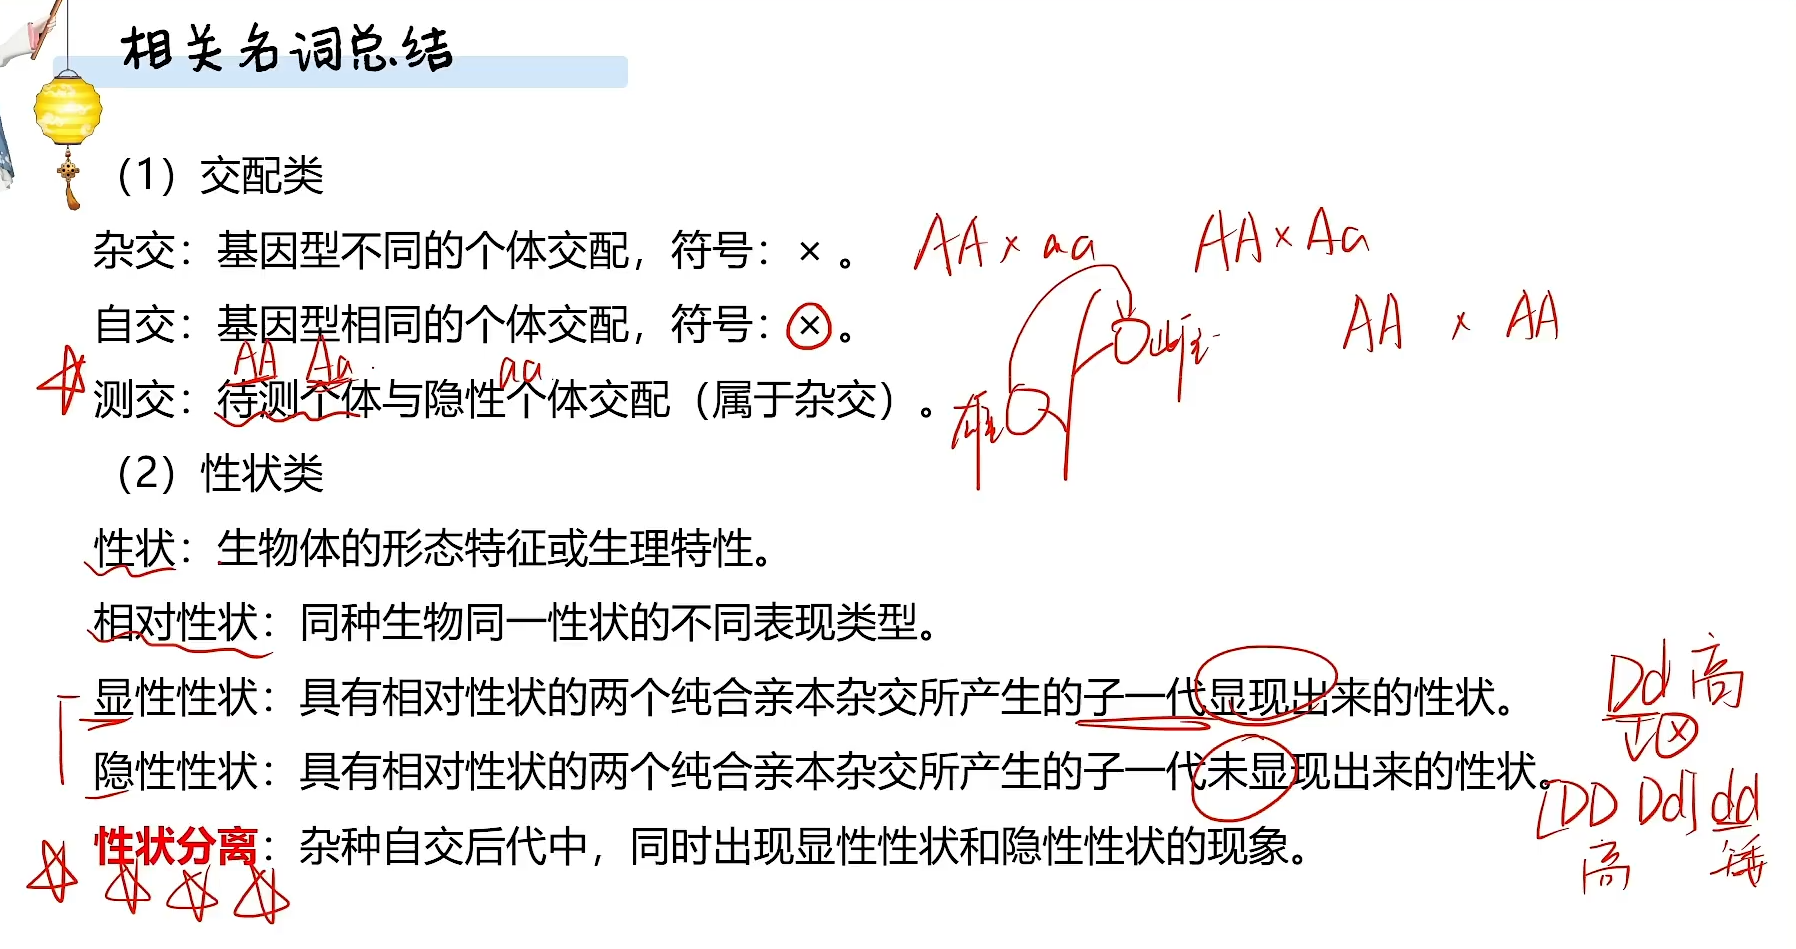 相关名词总结
（1）交配类
杂交：基因型不同的个体交配，符号：× 。
AA × aa
AA × Aa
自交：基因型相同的个体交配，符号：ⓧ。
AA × AA
雌
AA Aa
aa
测交：待测个体与隐性个体交配（属于杂交）。
雄
（2）性状类
性状：生物体的形态特征或生理特性。
相对性状：同种生物同一性状的不同表现类型。
显性性状：具有相对性状的两个纯合亲本杂交所产生的子一代显现出来的性状。
Dd 高
↓ⓧ
隐性性状：具有相对性状的两个纯合亲本杂交所产生的子一代未显现出来的性状。
[DD Dd] dd
性状分离：杂种自交后代中，同时出现显性性状和隐性性状的现象。
高